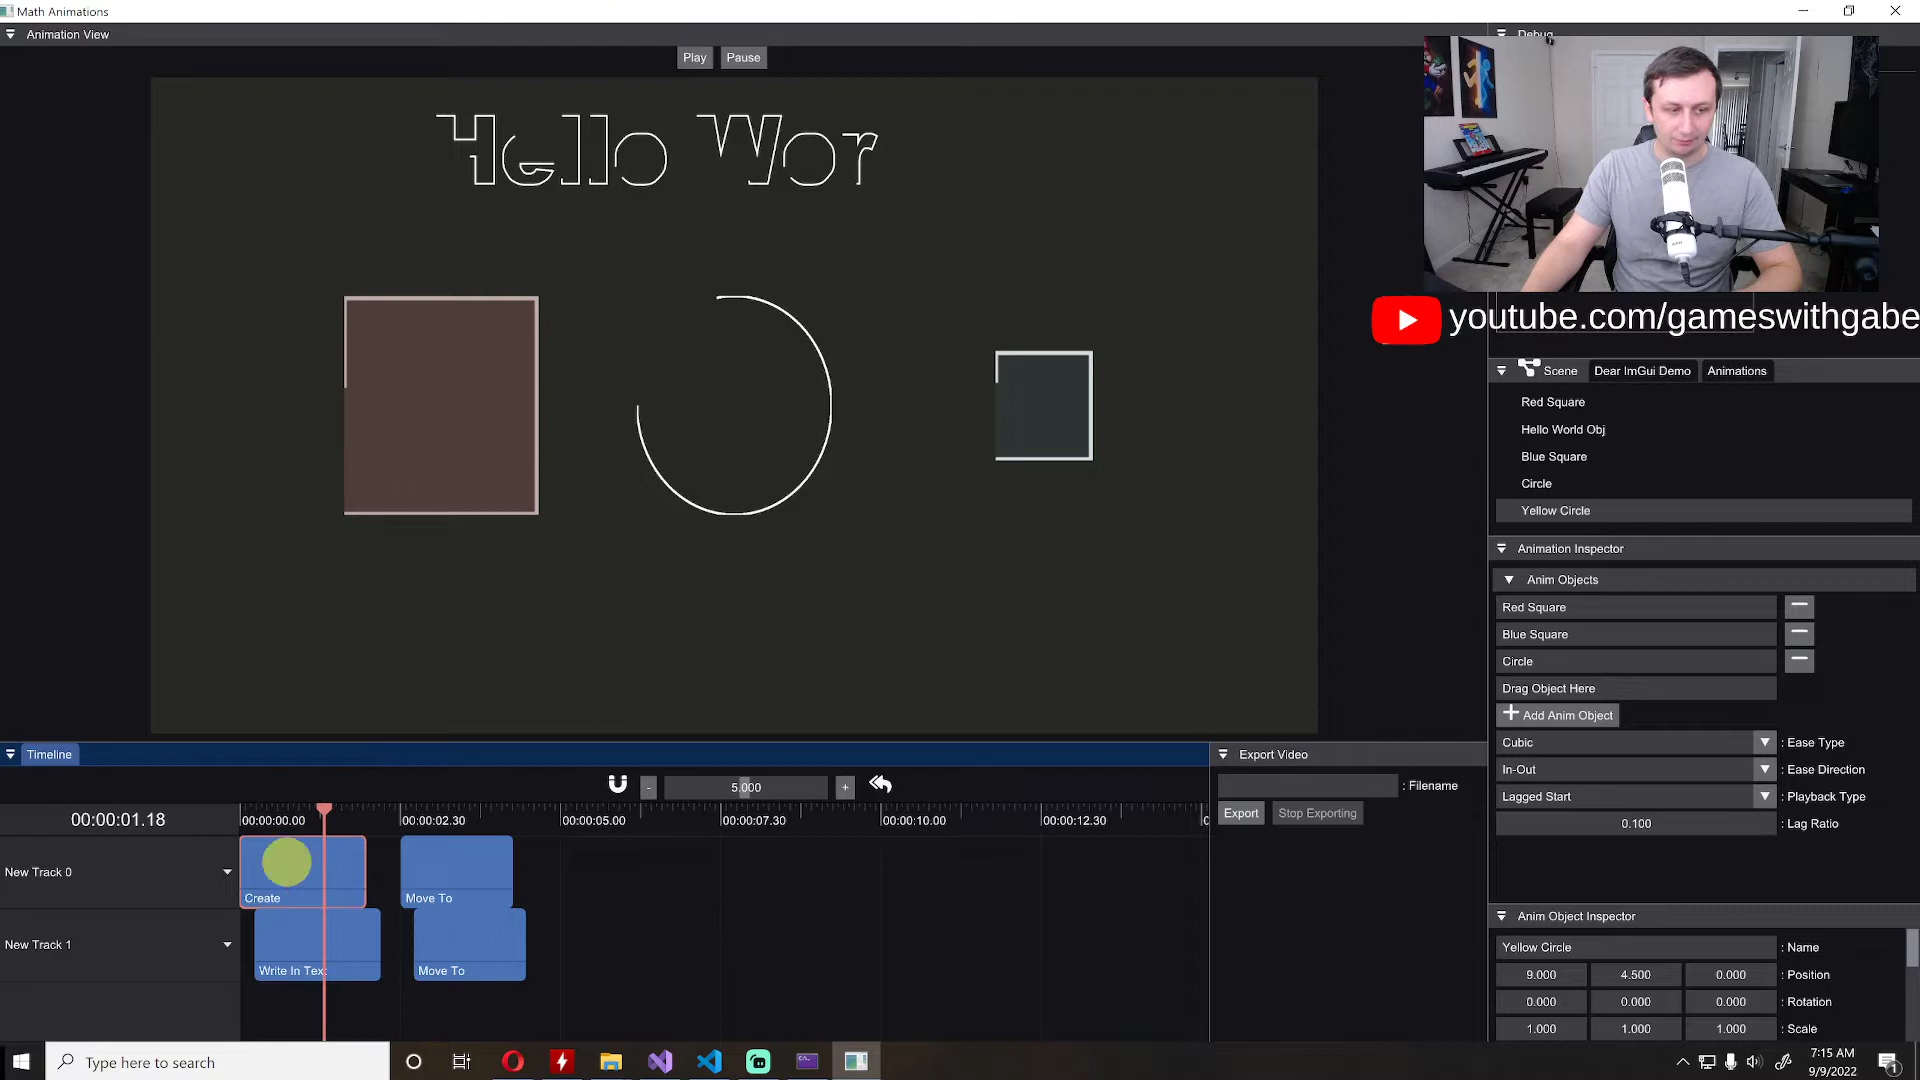 Math Animations
Animation View
Debug
Play Pause
Hello Wor
youtube.com/gameswithgabe
Scene Dear ImGui Demo Animations
Red Square
Hello World Obj
Blue Square
Circle
Yellow Circle
Animation Inspector
Anim Objects
Red Square
Blue Square
Circle
Drag Object Here
Add Anim Object
Cubic : Ease Type
In-Out : Ease Direction
Lagged Start : Playback Type
0.100 : Lag Ratio
Timeline
Export Video
- 5.000 +
: Filename
Export Stop Exporting
00:00:01.18
00:00:00.00 00:00:02.30 00:00:05.00 00:00:07.30 00:00:10.00 00:00:12.30
New Track 0
Create Move To
New Track 1
Write In Text Move To
Anim Object Inspector
Yellow Circle : Name
9.000 4.500 0.000 : Position
0.000 0.000 0.000 : Rotation
1.000 1.000 1.000 : Scale
Type here to search
7:15 AM
9/9/2022
1